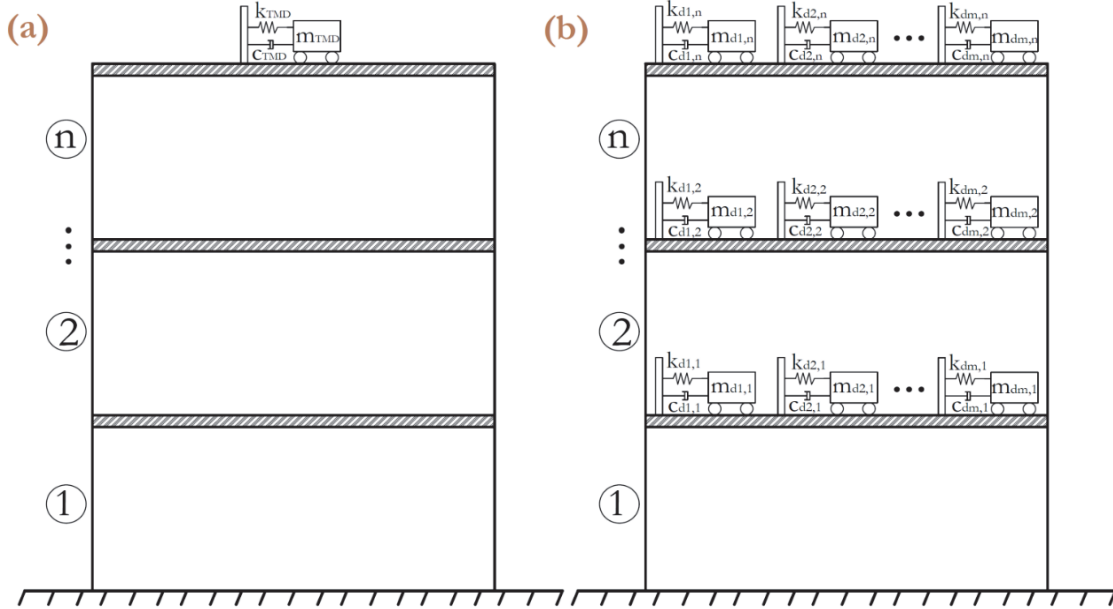 (a)
kTMD
mTMD
cTMD
n
2
1
(b)
kd1,n
md1,n
cd1,n
kd2,n
md2,n
cd2,n
kdm,n
mdm,n
cdm,n
n
kd1,2
md1,2
cd1,2
kd2,2
md2,2
cd2,2
kdm,2
mdm,2
cdm,2
2
kd1,1
md1,1
cd1,1
kd2,1
md2,1
cd2,1
kdm,1
mdm,1
cdm,1
1